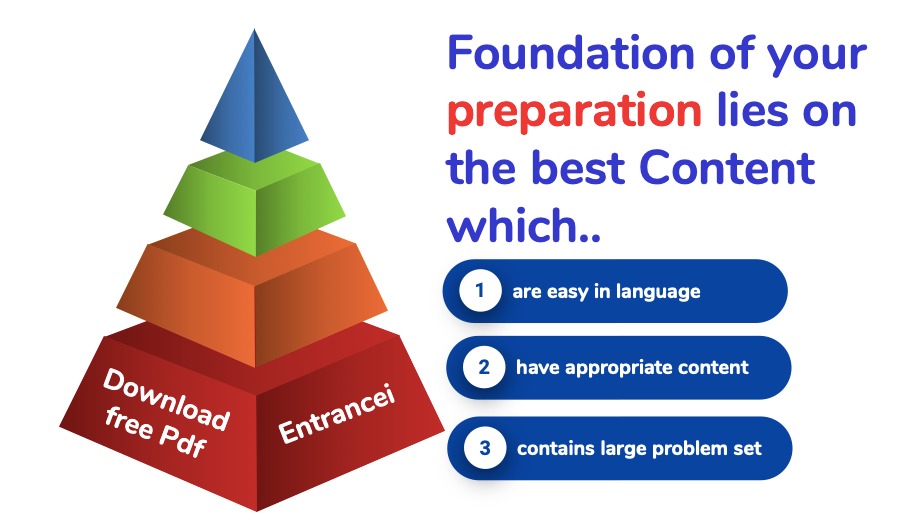 Foundation of your
preparation lies on
the best Content
which..
1 are easy in language
2 have appropriate content
3 contains large problem set
Download
free Pdf
Entrancei